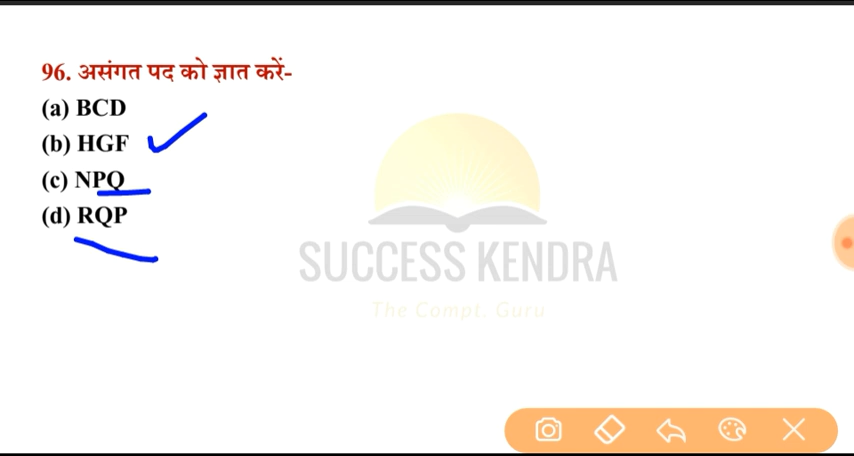 96. असंगत पद को ज्ञात करें-
(a) BCD
(b) HGF
(c) NPQ
(d) RQP
SUCCESS KENDRA
The Compt. Guru